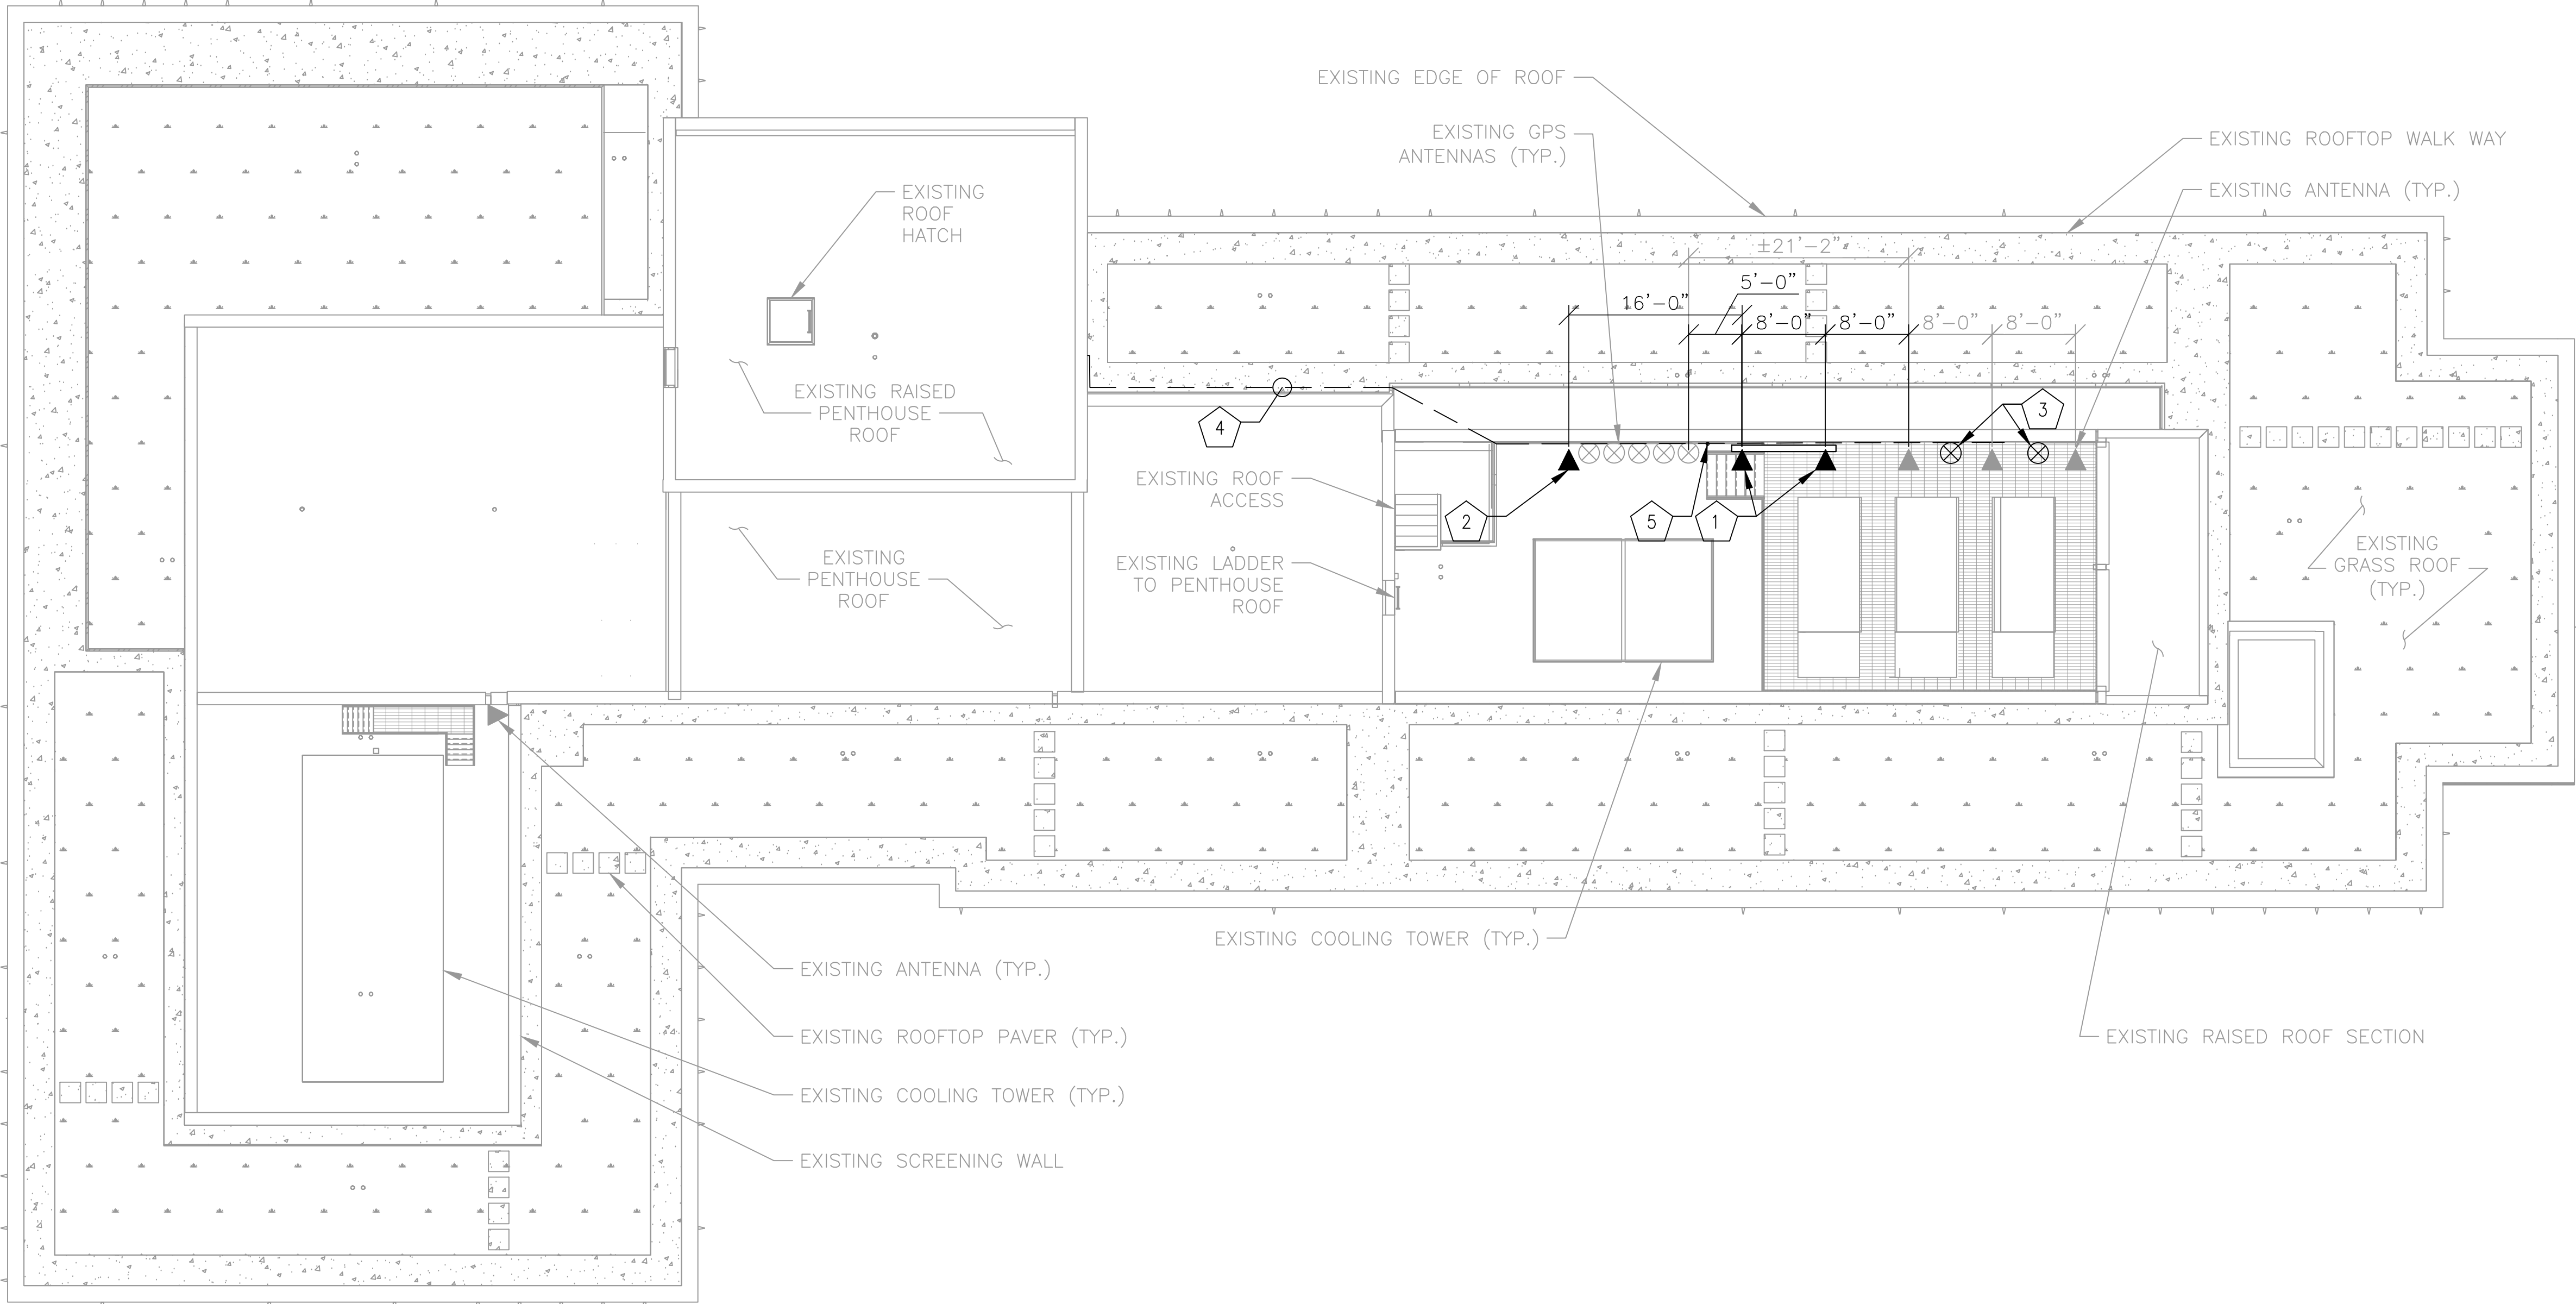 EXISTING EDGE OF ROOF
EXISTING GPS
ANTENNAS (TYP.)
EXISTING ROOFTOP WALK WAY
EXISTING ANTENNA (TYP.)
EXISTING
ROOF
HATCH
±21'-2"
5'-0"
16'-0"
8'-0"
8'-0"
8'-0"
8'-0"
EXISTING RAISED
PENTHOUSE
ROOF
4
3
EXISTING ROOF
ACCESS
2
5
1
EXISTING
PENTHOUSE
ROOF
EXISTING LADDER
TO PENTHOUSE
ROOF
EXISTING
GRASS ROOF
(TYP.)
EXISTING COOLING TOWER (TYP.)
EXISTING ANTENNA (TYP.)
EXISTING ROOFTOP PAVER (TYP.)
EXISTING RAISED ROOF SECTION
EXISTING COOLING TOWER (TYP.)
EXISTING SCREENING WALL